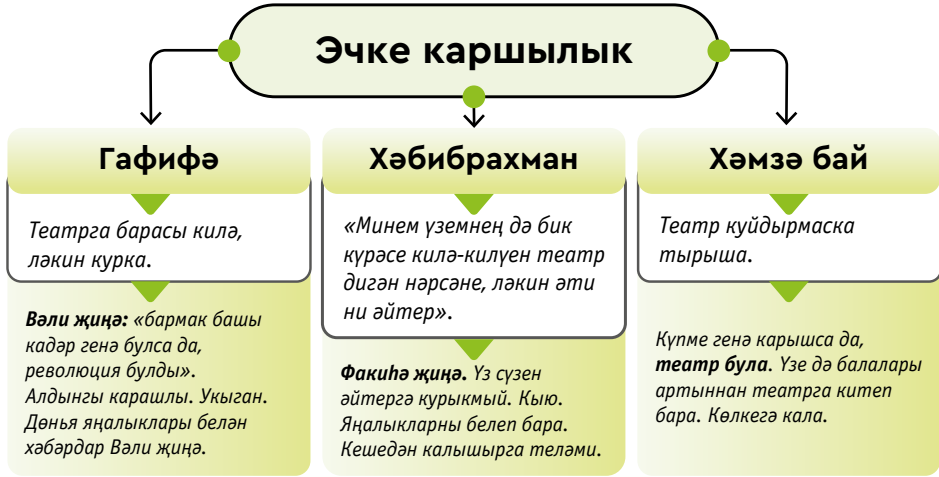 Эчке каршылык
Гафифә
Театрга барасы килә,
ләкин курка.
Вәли җиңә: «бармак башы
кадәр генә булса да,
революция булды».
Алдынгы карашлы. Укыган.
Дөнья яңалыклары белән
хәбәрдар Вәли җиңә.
Хәбибрахман
«Минем үземнең дә бик
күрәсе килә-килүен театр
дигән нәрсәне, ләкин әти
ни әйтер».
Факиһә җиңә. Үз сүзен
әйтергә курыкмый. Кыю.
Яңалыкларны белеп бара.
Кешедән калышырга теләми.
Хәмзә бай
Театр куйдырмаска
тырыша.
Күпме генә карышса да,
театр була. Үзе дә балалары
артыннан театрга китеп
бара. Көлкегә кала.